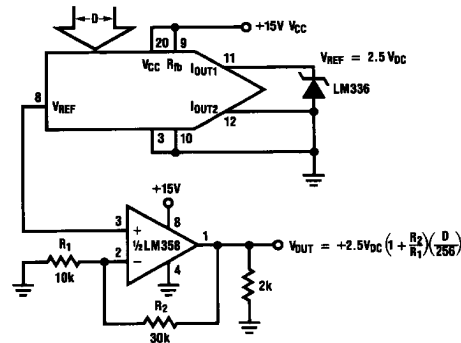 D
+15V VCC
20 9
VCC Rfb IOUT1 11
VREF = 2.5 VDC
LM336
8 VREF
IOUT2
12
3 10
+15V
3 + 8 1
½LM358
VOUT = +2.5VDC (1 + R2/R1)(D/256)
R1
2 −
4
10k
2k
R2
30k